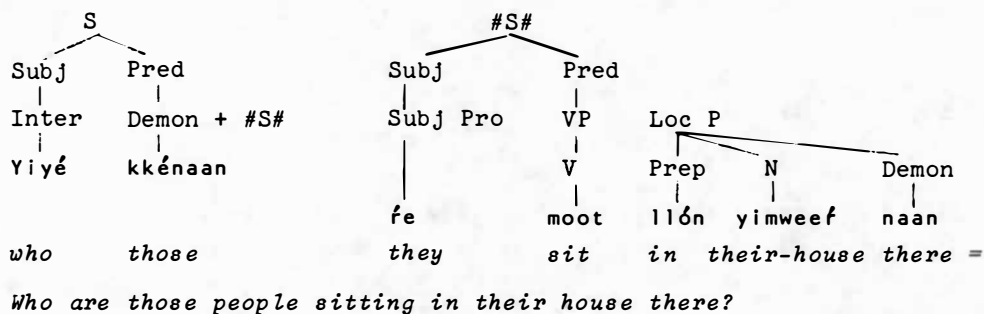 S #S#
Subj Pred Subj Pred
Inter Demon + #S# Subj Pro VP Loc P
Yiyé kkénaan V Prep N Demon
ŕe moot llón yimweeŕ naan
who those they sit in their-house there =
Who are those people sitting in their house there?